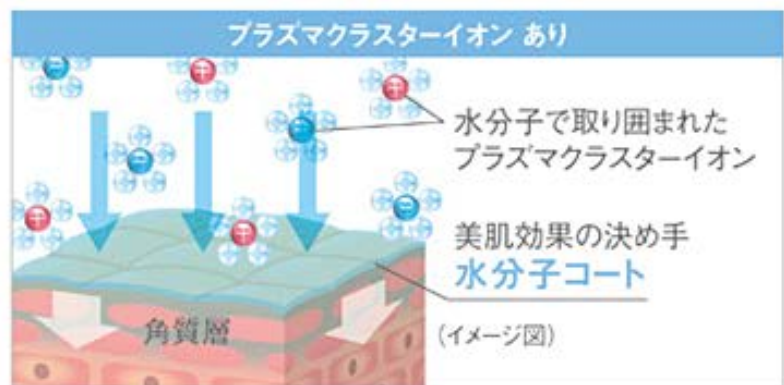 プラズマクラスターイオン あり
水分子で取り囲まれた
プラズマクラスターイオン
美肌効果の決め手
水分子コート
角質層
(イメージ図)